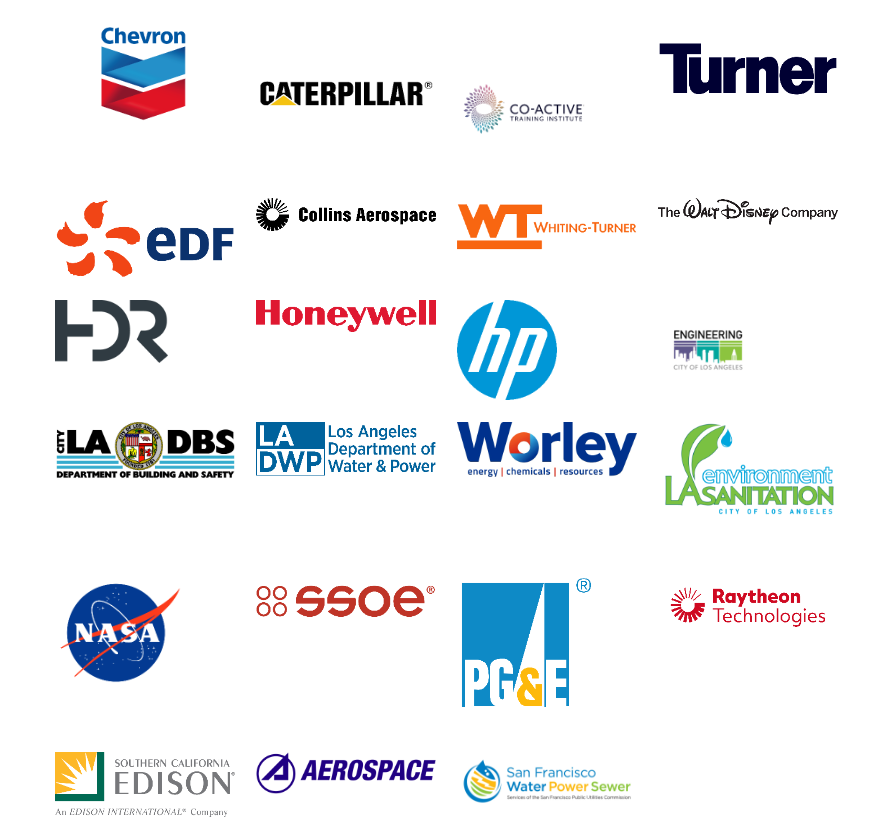 Chevron
CATERPILLAR®
CO-ACTIVE
TRAINING INSTITUTE
Turner
eDF
Collins Aerospace
WT WHITING-TURNER
The WALT DISNEY Company
HDR
Honeywell
hp
ENGINEERING
CITY OF LOS ANGELES
CITY LA DBS
DEPARTMENT OF BUILDING AND SAFETY
LA
DWP
Los Angeles
Department of
Water & Power
Worley
energy | chemicals | resources
environment
LA SANITATION
CITY OF LOS ANGELES
NASA
ssoe®
PG&E®
Raytheon
Technologies
SOUTHERN CALIFORNIA
EDISON®
An EDISON INTERNATIONAL® Company
A AEROSPACE
San Francisco
Water Power Sewer
Services of the San Francisco Public Utilities Commission